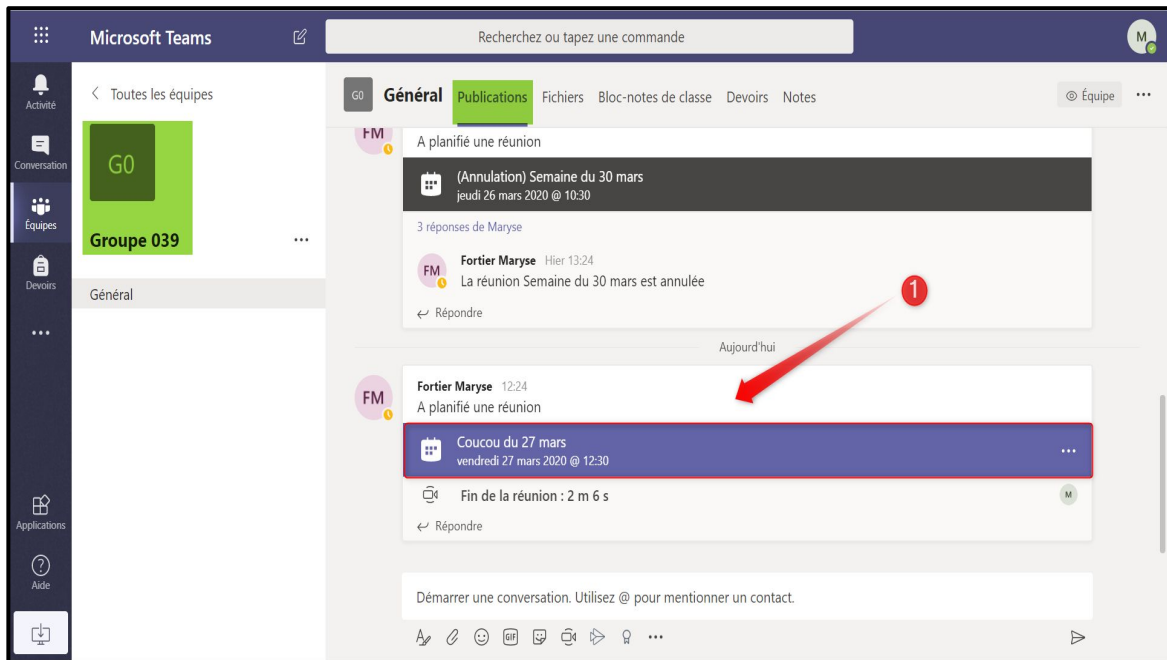 Microsoft Teams
Recherchez ou tapez une commande
M
Activité
Conversation
Équipes
Devoirs
Applications
Aide
Toutes les équipes
G0
Groupe 039
Général
G0 Général Publications Fichiers Bloc-notes de classe Devoirs Notes
Équipe
FM
A planifié une réunion
(Annulation) Semaine du 30 mars
jeudi 26 mars 2020 @ 10:30
3 réponses de Maryse
FM
Fortier Maryse Hier 13:24
La réunion Semaine du 30 mars est annulée
Répondre
1
Aujourd'hui
FM
Fortier Maryse 12:24
A planifié une réunion
Coucou du 27 mars
vendredi 27 mars 2020 @ 12:30
Fin de la réunion : 2 m 6 s
M
Répondre
Démarrer une conversation. Utilisez @ pour mentionner un contact.
GIF